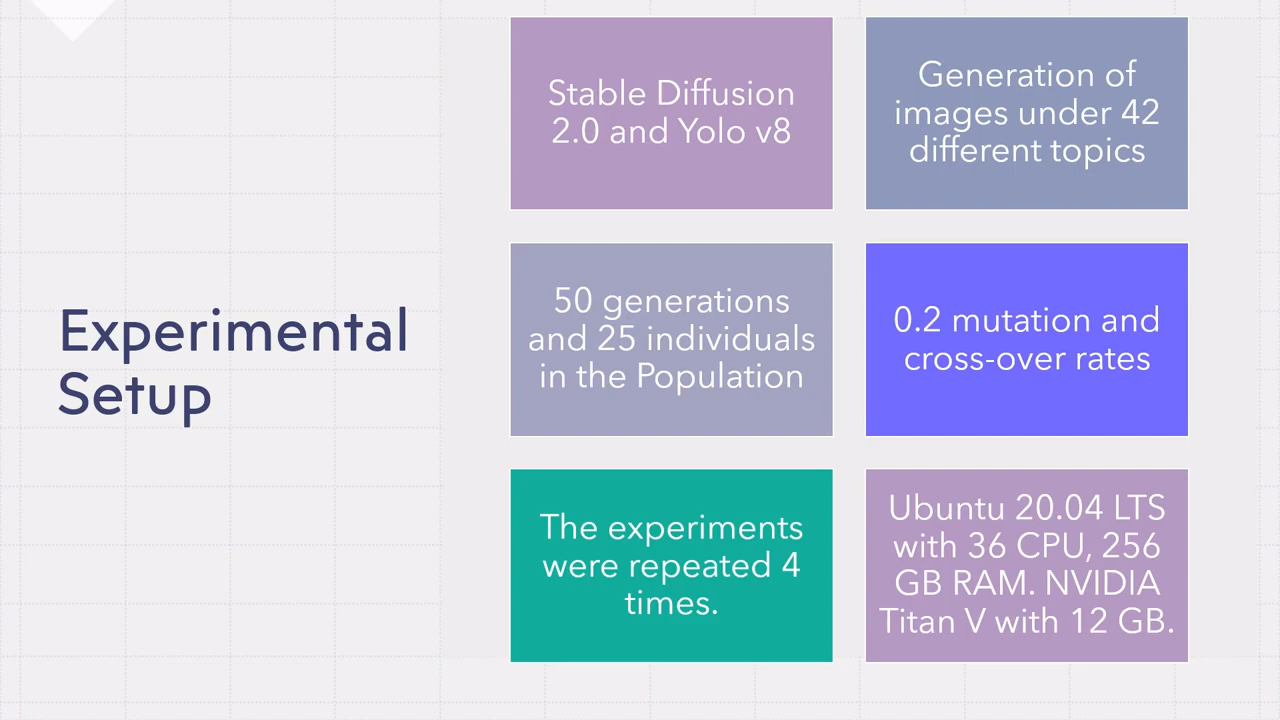 Experimental
Setup
Stable Diffusion
2.0 and Yolo v8
Generation of
images under 42
different topics
50 generations
and 25 individuals
in the Population
0.2 mutation and
cross-over rates
The experiments
were repeated 4
times.
Ubuntu 20.04 LTS
with 36 CPU, 256
GB RAM. NVIDIA
Titan V with 12 GB.